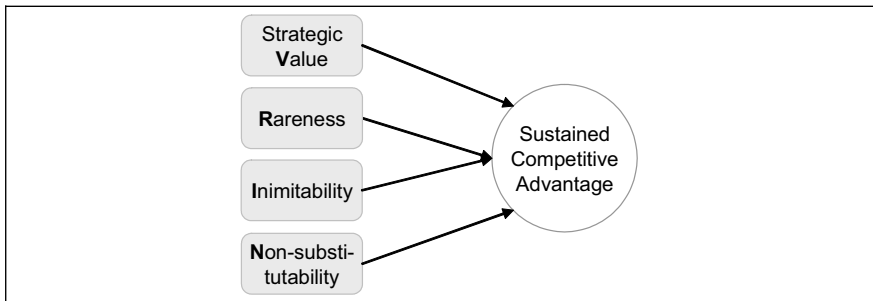 Strategic
Value
Rareness
Inimitability
Non-substi-
tutability
Sustained
Competitive
Advantage